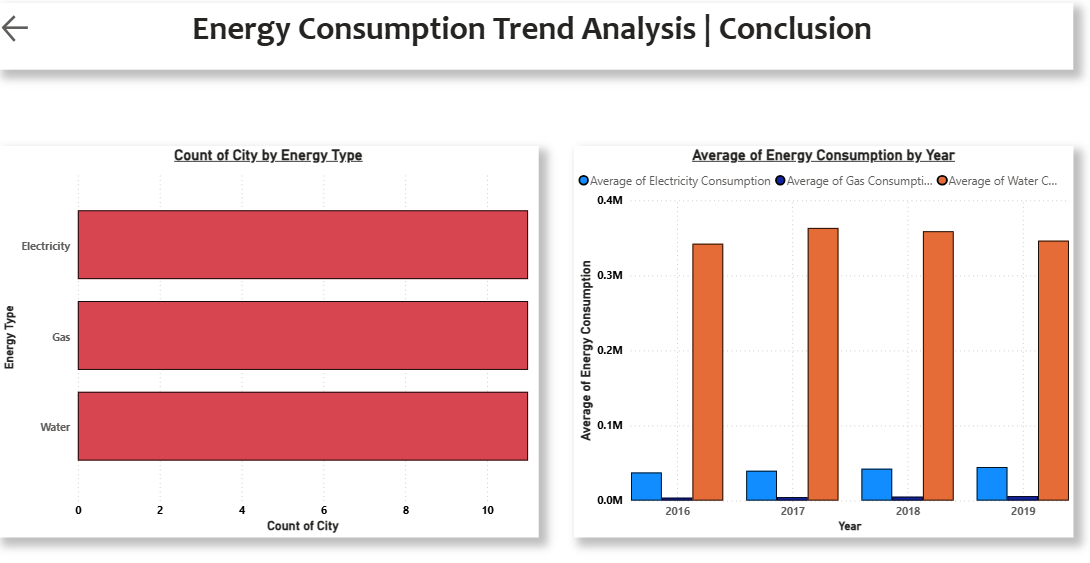 Energy Consumption Trend Analysis | Conclusion
Count of City by Energy Type
Electricity
Gas
Water
Energy Type
0 2 4 6 8 10
Count of City
Average of Energy Consumption by Year
Average of Electricity Consumption Average of Gas Consumpti... Average of Water C...
0.4M
0.3M
0.2M
0.1M
0.0M
Average of Energy Consumption
2016 2017 2018 2019
Year